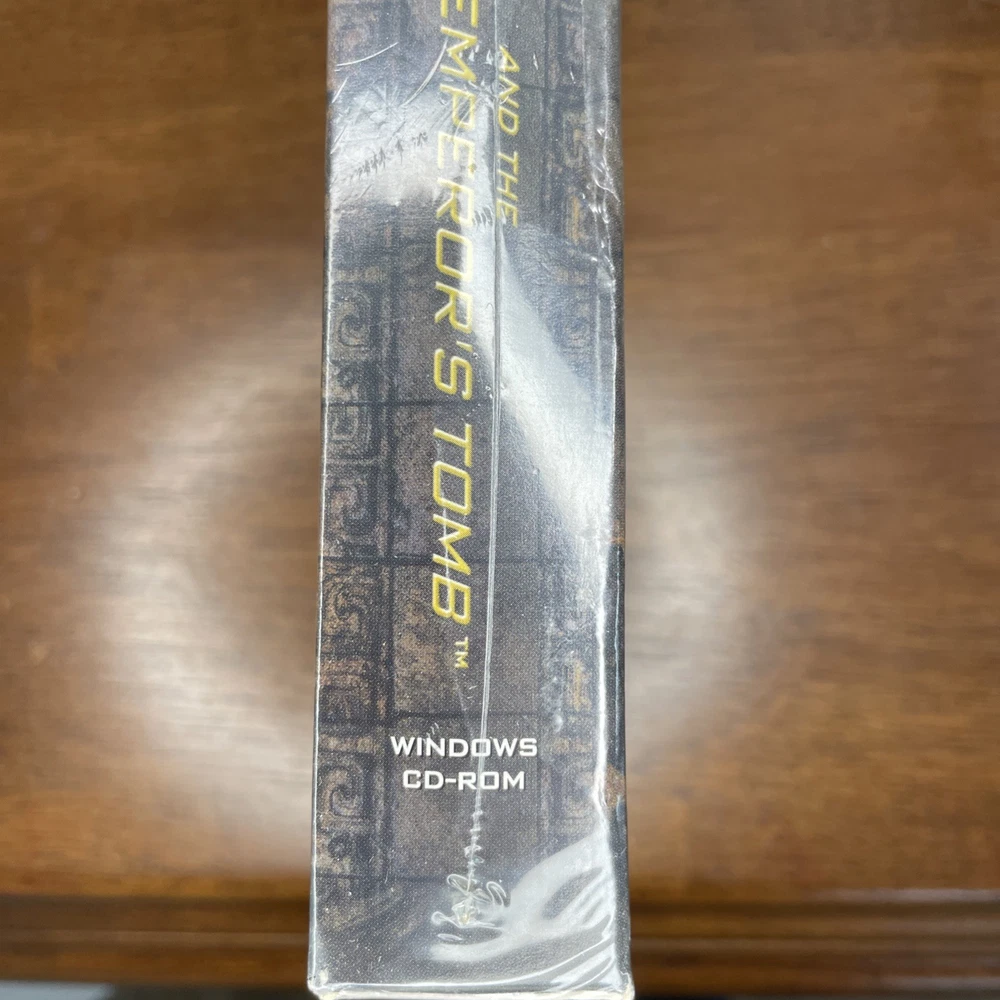 AND THE
EMPEROR'S TOMB™
WINDOWS
CD-ROM